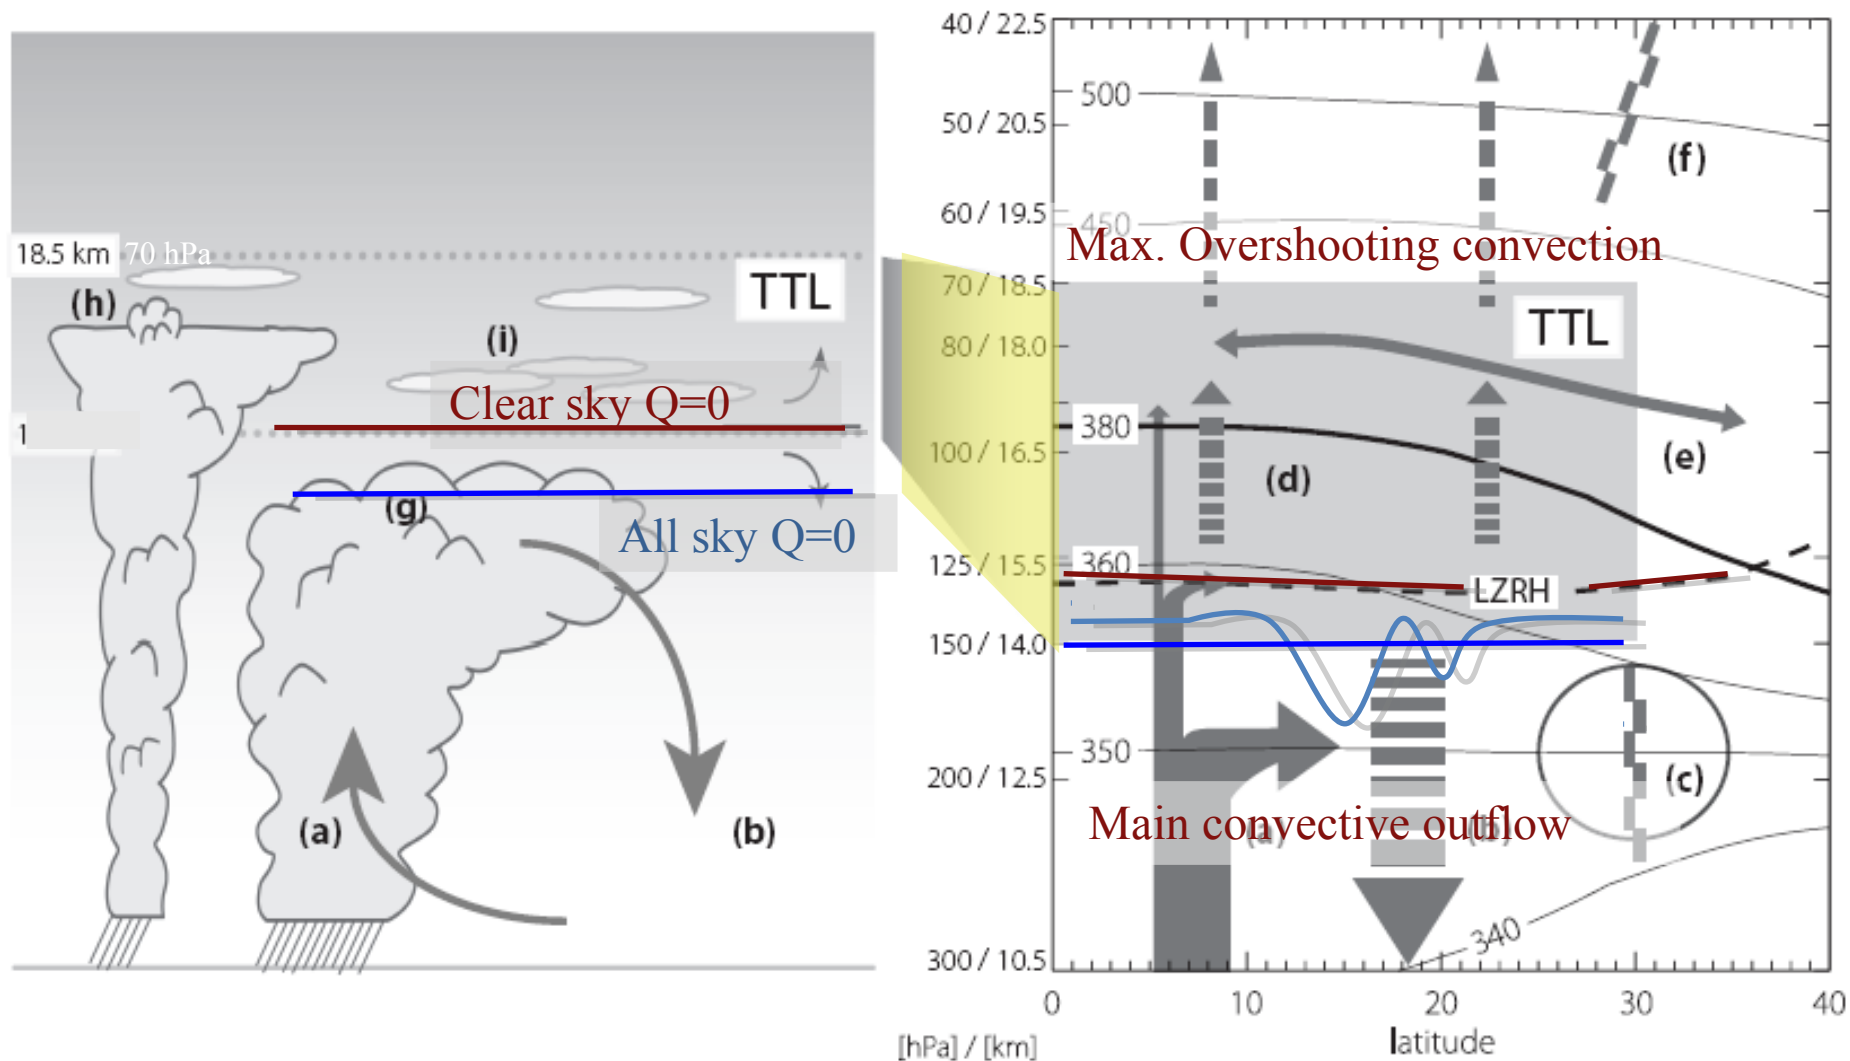 18.5 km 70 hPa
(h)
TTL
(i)
Clear sky Q=0
1
(g)
All sky Q=0
(a)
(b)
40 / 22.5
500
50 / 20.5
(f)
60 / 19.5
450
Max. Overshooting convection
70 / 18.5
TTL
80 / 18.0
380
100 / 16.5
(d)
(e)
125 / 15.5
360
LZRH
150 / 14.0
350
200 / 12.5
(c)
Main convective outflow
(a)
(b)
340
300 / 10.5
0 10 20 30 40
[hPa] / [km]
latitude